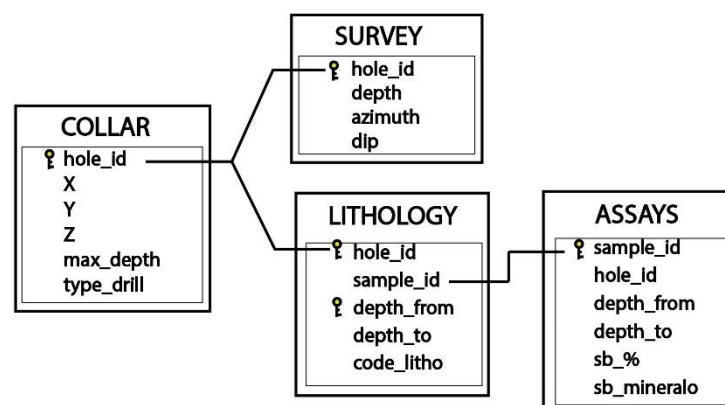 COLLAR
hole_id
X
Y
Z
max_depth
type_drill
SURVEY
hole_id
depth
azimuth
dip
LITHOLOGY
hole_id
sample_id
depth_from
depth_to
code_litho
ASSAYS
sample_id
hole_id
depth_from
depth_to
sb_%
sb_mineralo